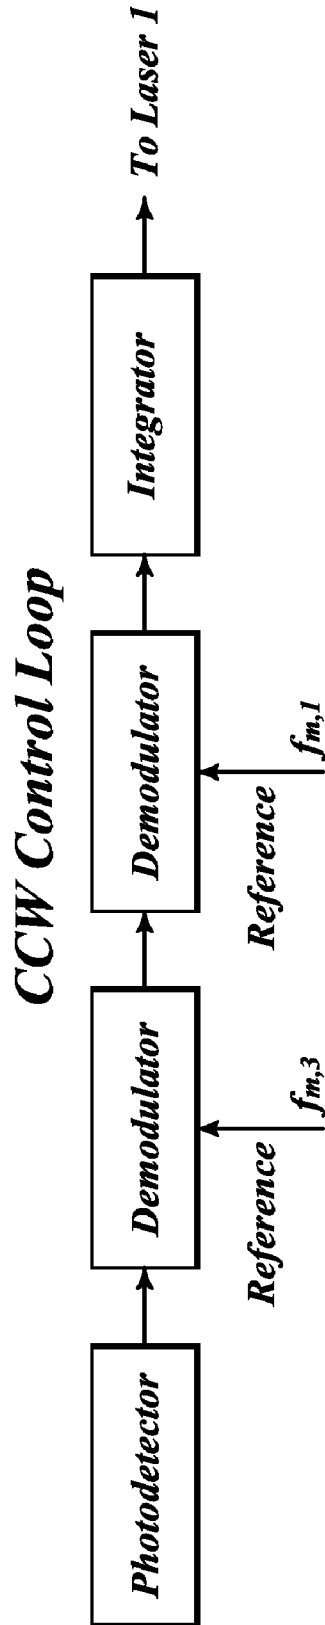 CCW Control Loop
Photodetector
Demodulator
Demodulator
Integrator
To Laser 1
Reference
fm,3
Reference
fm,1